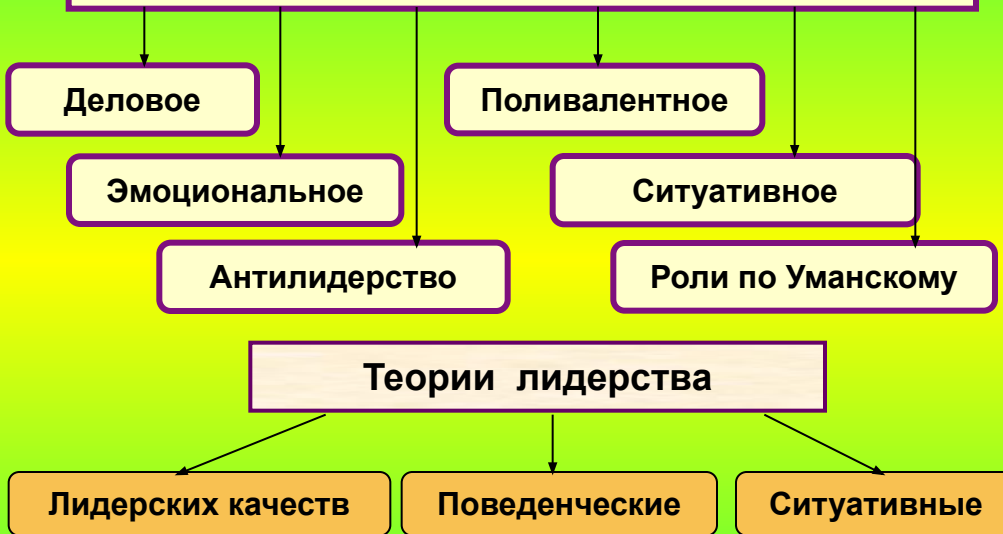 Деловое
Поливалентное
Эмоциональное
Ситуативное
Антилидерство
Роли по Уманскому
Теории лидерства
Лидерских качеств
Поведенческие
Ситуативные